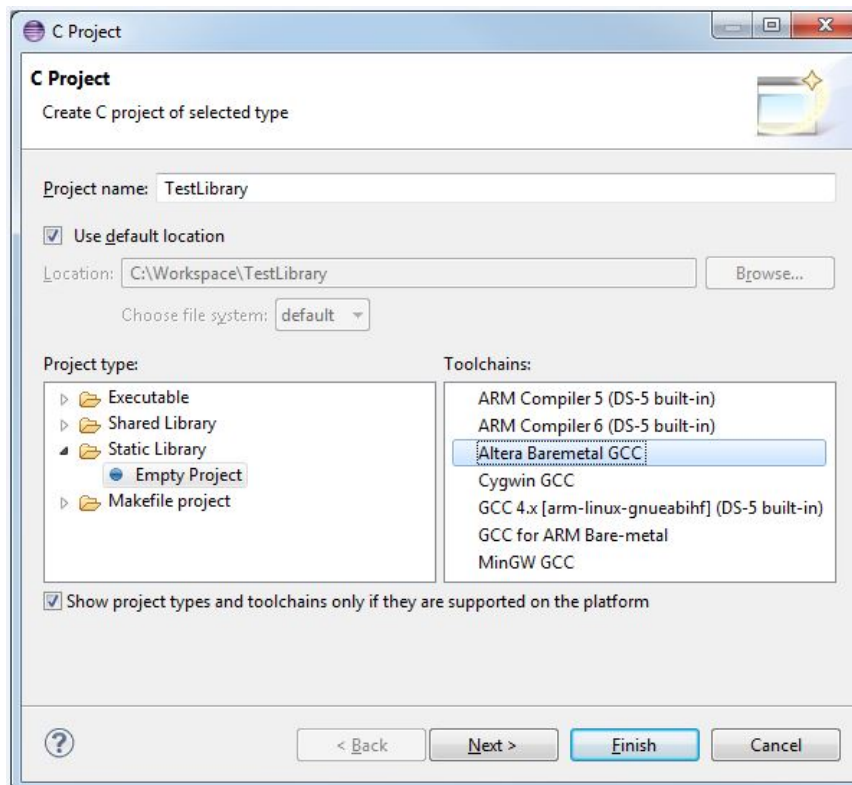 C Project
C Project
Create C project of selected type
Project name: TestLibrary
Use default location
Location: C:\Workspace\TestLibrary Browse...
Choose file system: default
Project type:
Executable
Shared Library
Static Library
Empty Project
Makefile project
Toolchains:
ARM Compiler 5 (DS-5 built-in)
ARM Compiler 6 (DS-5 built-in)
Altera Baremetal GCC
Cygwin GCC
GCC 4.x [arm-linux-gnueabihf] (DS-5 built-in)
GCC for ARM Bare-metal
MinGW GCC
Show project types and toolchains only if they are supported on the platform
? < Back Next > Finish Cancel